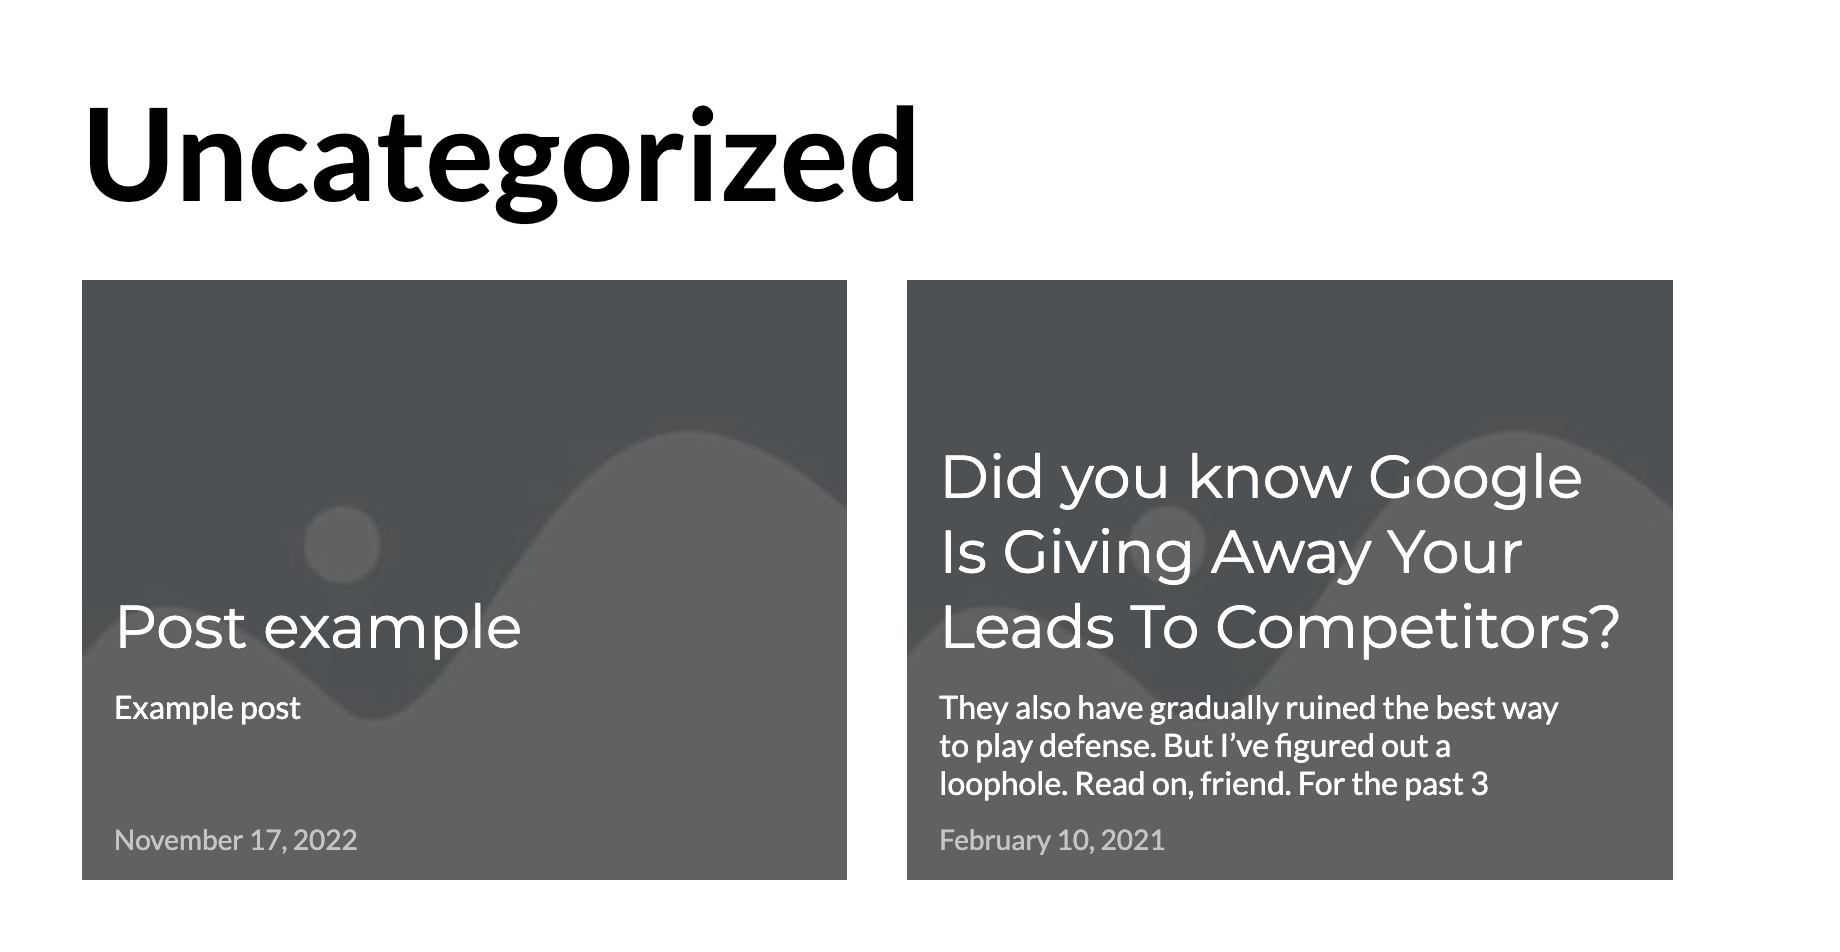 Uncategorized
Post example
Example post
November 17, 2022
Did you know Google
Is Giving Away Your
Leads To Competitors?
They also have gradually ruined the best way
to play defense. But I’ve figured out a
loophole. Read on, friend. For the past 3
February 10, 2021